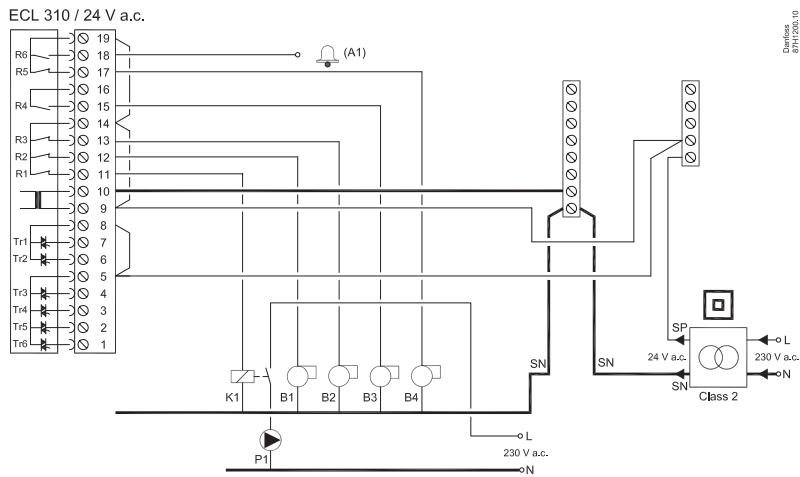 ECL 310 / 24 V a.c.
Danfoss
87H1200.10
19
R6 18 (A1)
R5 17
16
R4 15
14
R3 13
R2 12
R1 11
10
9
8
Tr1 7
Tr2 6
5
Tr3 4
Tr4 3
Tr5 2
Tr6 1
SP
L
24 V a.c. 230 V a.c.
SN SN
SN N
Class 2
K1 B1 B2 B3 B4
L
230 V a.c.
P1
N